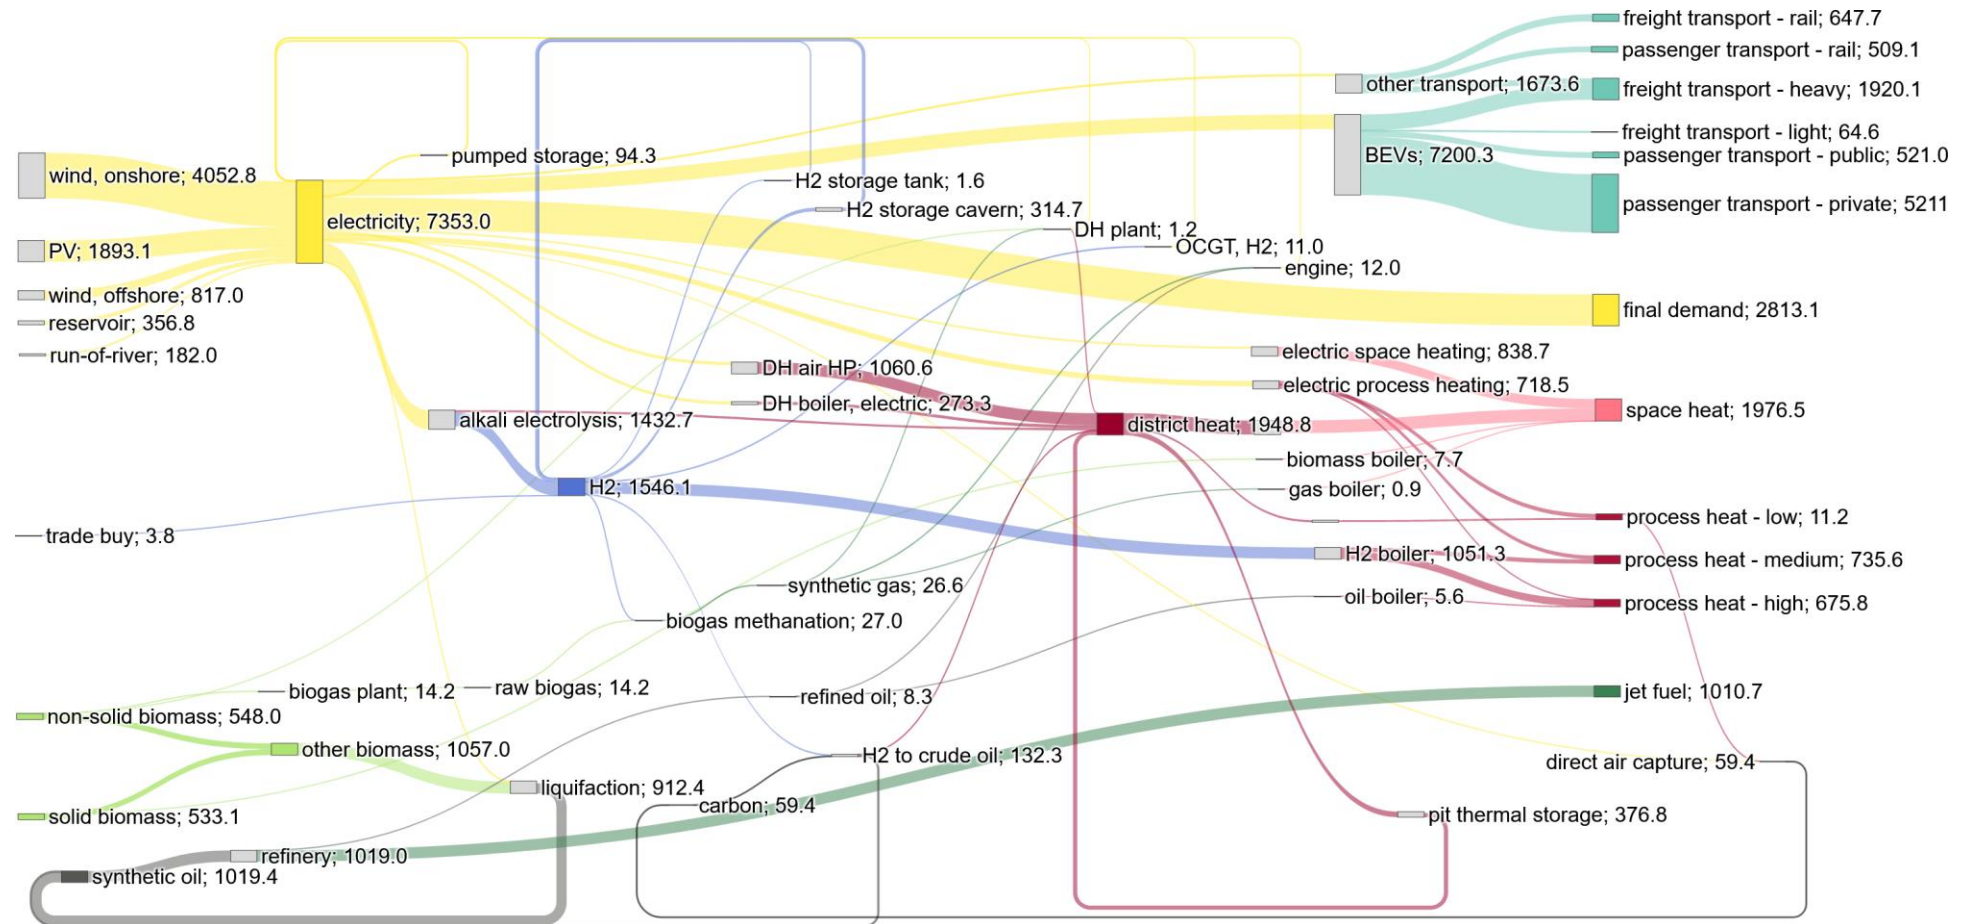 freight transport - rail; 647.7
passenger transport - rail; 509.1
other transport; 1673.6
freight transport - heavy; 1920.1
freight transport - light; 64.6
pumped storage; 94.3
BEVs; 7200.3
passenger transport - public; 521.0
wind, onshore; 4052.8
H2 storage tank; 1.6
passenger transport - private; 5211
H2 storage cavern; 314.7
electricity; 7353.0
DH plant; 1.2
PV; 1893.1
OCGT, H2; 11.0
engine; 12.0
wind, offshore; 817.0
final demand; 2813.1
reservoir; 356.8
run-of-river; 182.0
electric space heating; 838.7
DH air HP; 1060.6
electric process heating; 718.5
DH boiler, electric; 273.3
space heat; 1976.5
alkali electrolysis; 1432.7
district heat; 1948.8
biomass boiler; 7.7
H2; 1546.1
gas boiler; 0.9
process heat - low; 11.2
trade buy; 3.8
H2 boiler; 1051.3
process heat - medium; 735.6
synthetic gas; 26.6
oil boiler; 5.6
process heat - high; 675.8
biogas methanation; 27.0
biogas plant; 14.2
raw biogas; 14.2
refined oil; 8.3
jet fuel; 1010.7
non-solid biomass; 548.0
other biomass; 1057.0
H2 to crude oil; 132.3
direct air capture; 59.4
liquifaction; 912.4
carbon; 59.4
solid biomass; 533.1
pit thermal storage; 376.8
refinery; 1019.0
synthetic oil; 1019.4